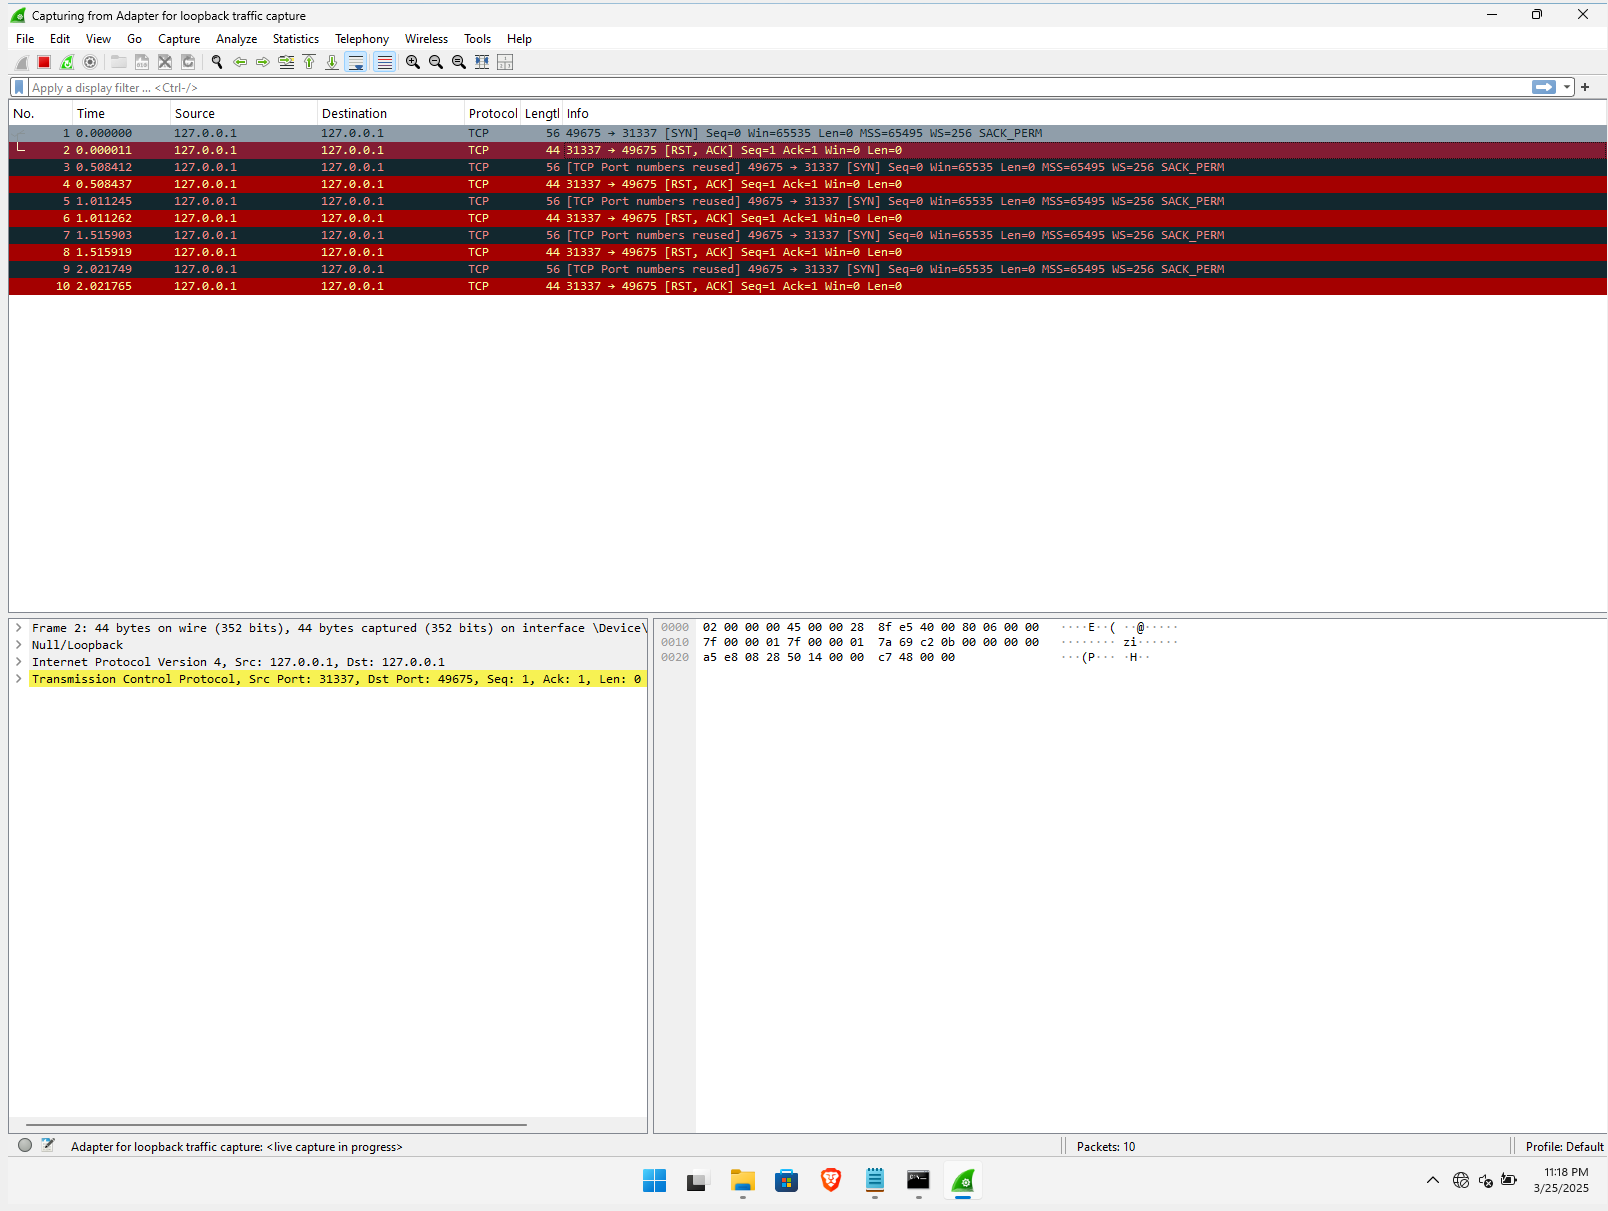 Capturing from Adapter for loopback traffic capture
File Edit View Go Capture Analyze Statistics Telephony Wireless Tools Help
Apply a display filter ... <Ctrl-/>
No. Time Source Destination Protocol Lengtl Info
1 0.000000 127.0.0.1 127.0.0.1 TCP 56 49675 → 31337 [SYN] Seq=0 Win=65535 Len=0 MSS=65495 WS=256 SACK_PERM
2 0.000011 127.0.0.1 127.0.0.1 TCP 44 31337 → 49675 [RST, ACK] Seq=1 Ack=1 Win=0 Len=0
3 0.508412 127.0.0.1 127.0.0.1 TCP 56 [TCP Port numbers reused] 49675 → 31337 [SYN] Seq=0 Win=65535 Len=0 MSS=65495 WS=256 SACK_PERM
4 0.508437 127.0.0.1 127.0.0.1 TCP 44 31337 → 49675 [RST, ACK] Seq=1 Ack=1 Win=0 Len=0
5 1.011245 127.0.0.1 127.0.0.1 TCP 56 [TCP Port numbers reused] 49675 → 31337 [SYN] Seq=0 Win=65535 Len=0 MSS=65495 WS=256 SACK_PERM
6 1.011262 127.0.0.1 127.0.0.1 TCP 44 31337 → 49675 [RST, ACK] Seq=1 Ack=1 Win=0 Len=0
7 1.515903 127.0.0.1 127.0.0.1 TCP 56 [TCP Port numbers reused] 49675 → 31337 [SYN] Seq=0 Win=65535 Len=0 MSS=65495 WS=256 SACK_PERM
8 1.515919 127.0.0.1 127.0.0.1 TCP 44 31337 → 49675 [RST, ACK] Seq=1 Ack=1 Win=0 Len=0
9 2.021749 127.0.0.1 127.0.0.1 TCP 56 [TCP Port numbers reused] 49675 → 31337 [SYN] Seq=0 Win=65535 Len=0 MSS=65495 WS=256 SACK_PERM
10 2.021765 127.0.0.1 127.0.0.1 TCP 44 31337 → 49675 [RST, ACK] Seq=1 Ack=1 Win=0 Len=0
Frame 2: 44 bytes on wire (352 bits), 44 bytes captured (352 bits) on interface \Device\
Null/Loopback
Internet Protocol Version 4, Src: 127.0.0.1, Dst: 127.0.0.1
Transmission Control Protocol, Src Port: 31337, Dst Port: 49675, Seq: 1, Ack: 1, Len: 0
0000 02 00 00 00 45 00 00 28 8f e5 40 00 80 06 00 00 ····E··( ··@·····
0010 7f 00 00 01 7f 00 00 01 7a 69 c2 0b 00 00 00 00 ········ zi······
0020 a5 e8 08 28 50 14 00 00 c7 48 00 00 ···(P··· ·H··
Adapter for loopback traffic capture: <live capture in progress>
Packets: 10
Profile: Default
11:18 PM
3/25/2025